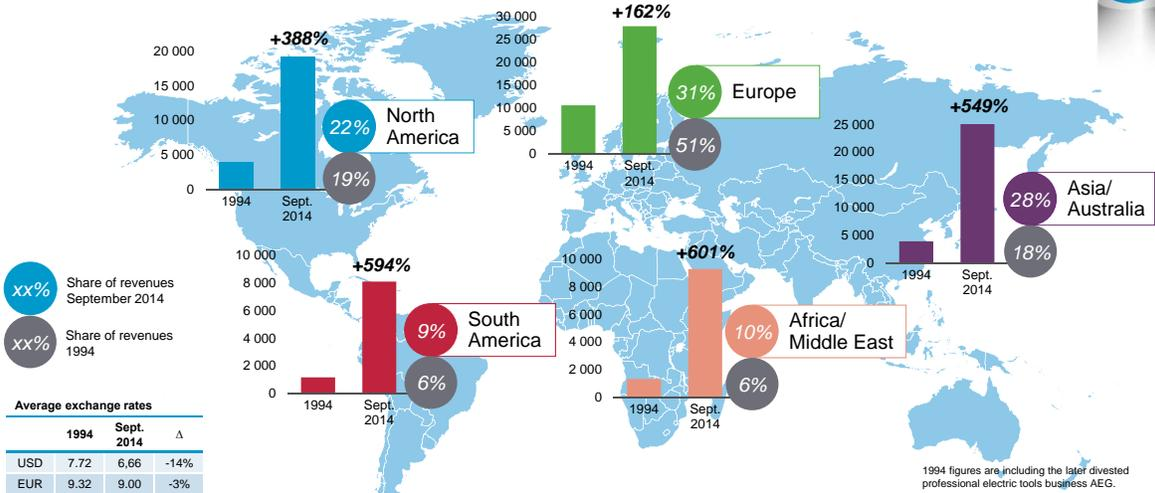 +388%
20 000
15 000
10 000
5 000
0
1994
Sept.
2014
22%
19%
North
America
+162%
30 000
25 000
20 000
15 000
10 000
5 000
0
1994
Sept.
2014
31%
51%
Europe
+549%
25 000
20 000
15 000
10 000
5 000
0
1994
Sept.
2014
28%
18%
Asia/
Australia
+594%
10 000
8 000
6 000
4 000
2 000
0
1994
Sept.
2014
9%
6%
South
America
+601%
10 000
8 000
6 000
4 000
2 000
0
1994
Sept.
2014
10%
6%
Africa/
Middle East
xx%
Share of revenues
September 2014
xx%
Share of revenues
1994
Average exchange rates
1994 Sept. 2014 Δ
USD 7.72 6,66 -14%
EUR 9.32 9.00 -3%
1994 figures are including the later divested
professional electric tools business AEG.